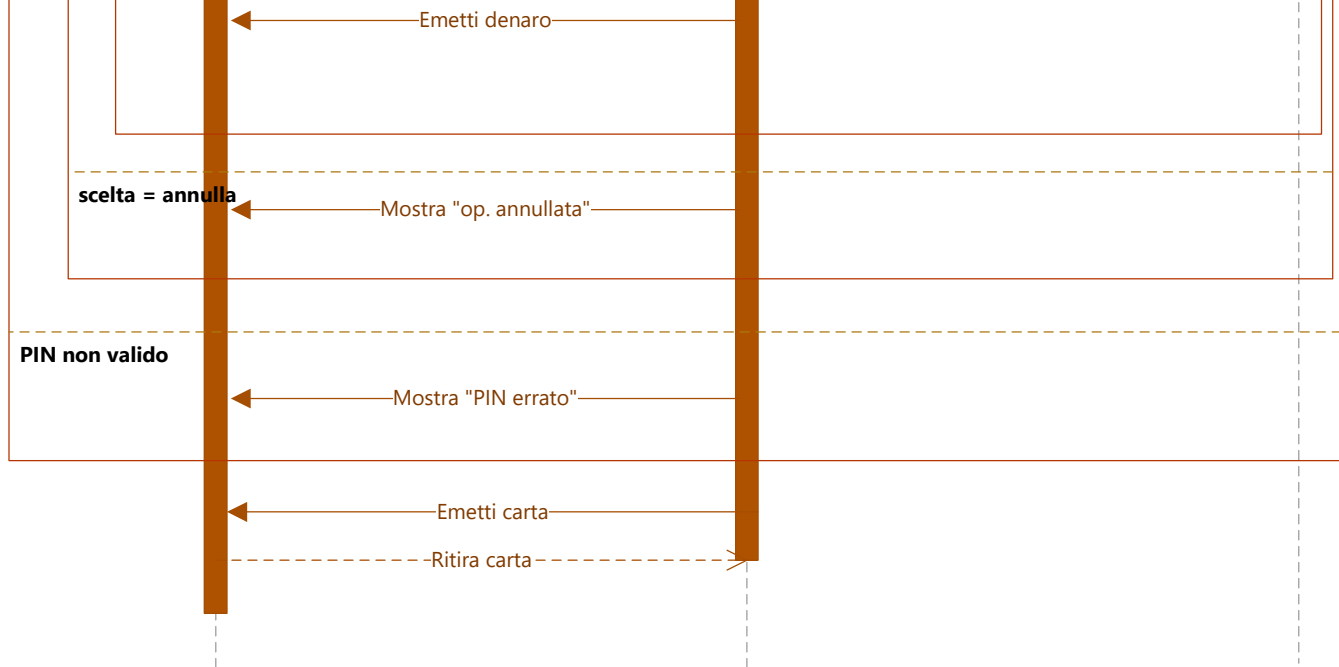 Emetti denaro
scelta = annulla
Mostra "op. annullata"
PIN non valido
Mostra "PIN errato"
Emetti carta
Ritira carta